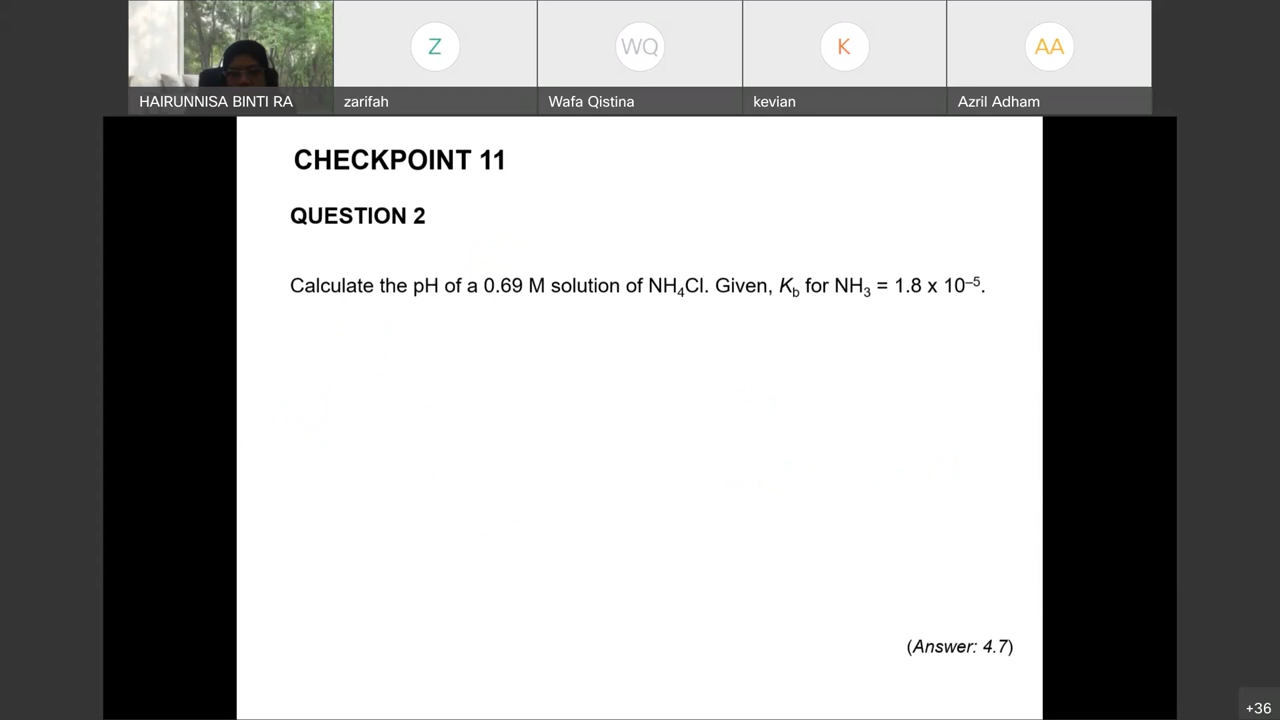 Z
WQ
K
AA
HAIRUNNISA BINTI RA
zarifah
Wafa Qistina
kevian
Azril Adham
CHECKPOINT 11
QUESTION 2
Calculate the pH of a 0.69 M solution of NH₄Cl. Given, K_b for NH₃ = 1.8 x 10⁻⁵.
(Answer: 4.7)
+36